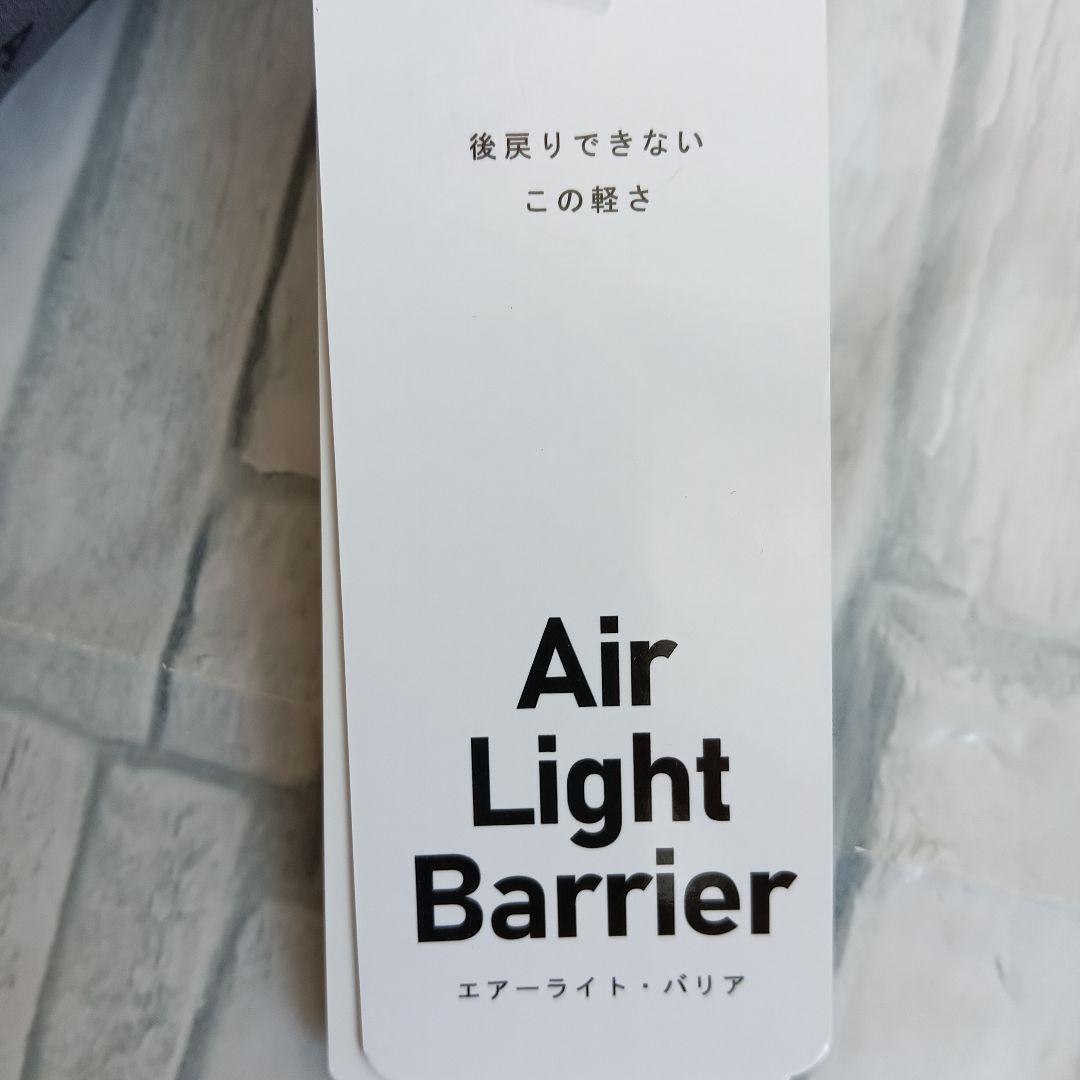 後戻りできない
この軽さ
Air
Light
Barrier
エアーライト・バリア